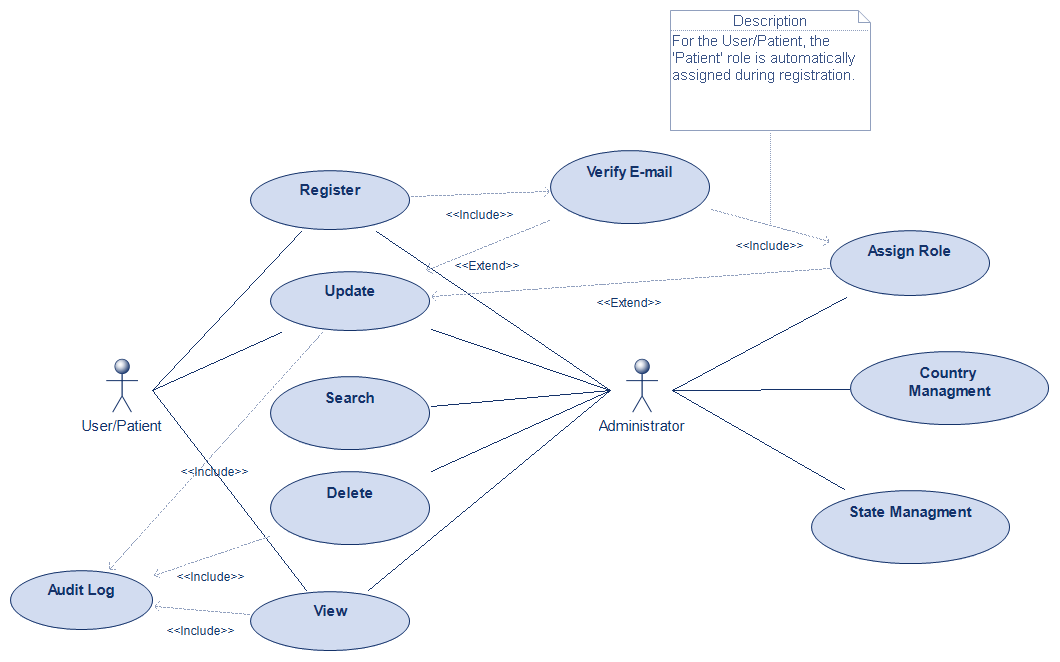 Description
For the User/Patient, the
'Patient' role is automatically
assigned during registration.
Verify E-mail
Register
<<Include>>
<<Include>>
Assign Role
<<Extend>>
Update
<<Extend>>
Country
Managment
Search
User/Patient
Administrator
<<Include>>
Delete
State Managment
<<Include>>
Audit Log
View
<<Include>>